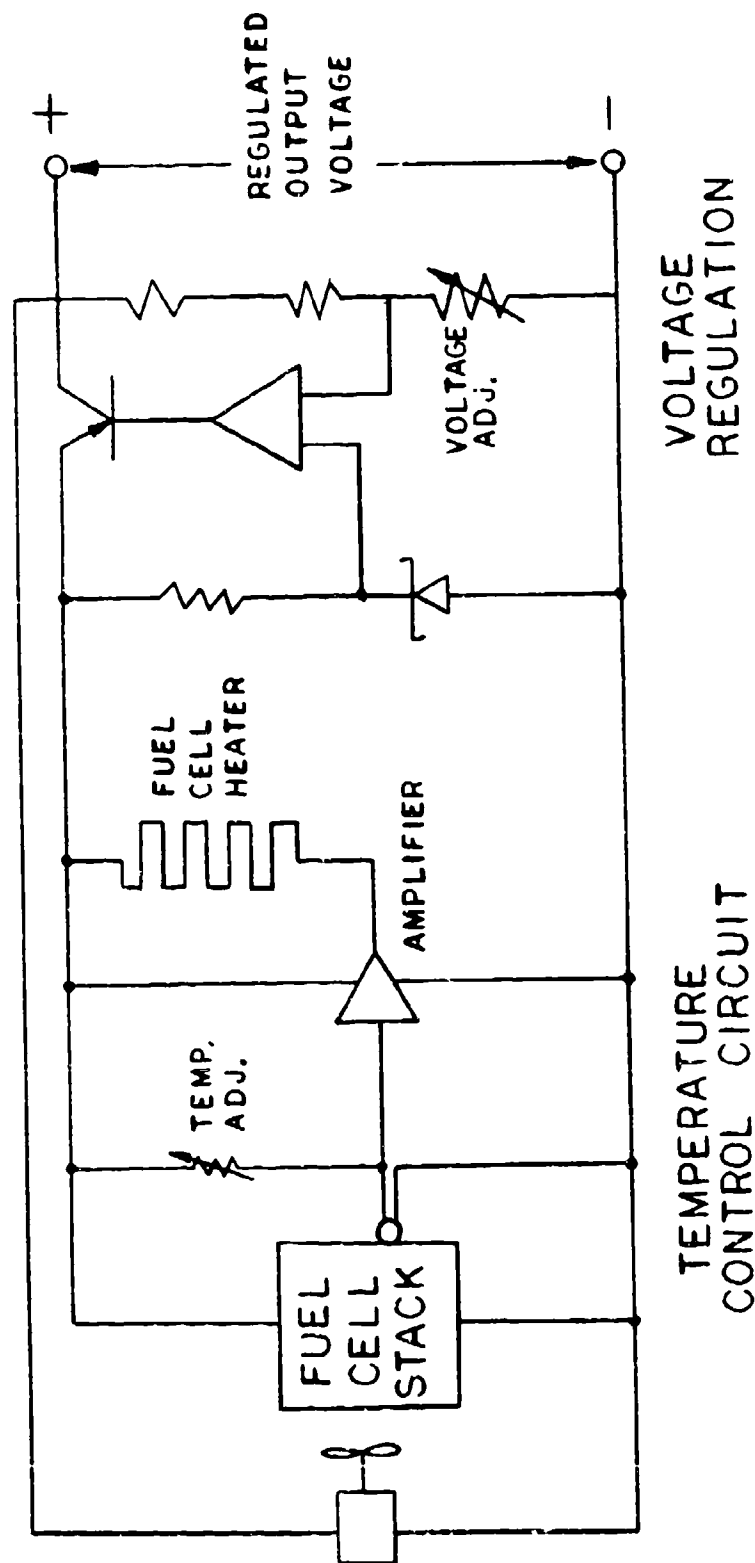 +
REGULATED
OUTPUT
VOLTAGE
-
VOLTAGE
ADJ.
FUEL
CELL
HEATER
AMPLIFIER
TEMP.
ADJ.
FUEL
CELL
STACK
TEMPERATURE
CONTROL CIRCUIT
VOLTAGE
REGULATION